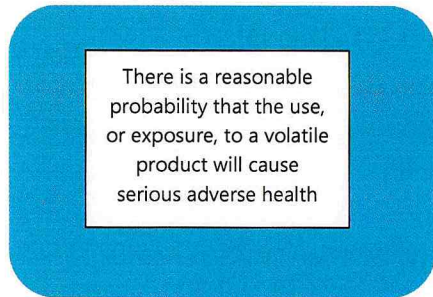 There is a reasonable
probability that the use,
or exposure, to a volatile
product will cause
serious adverse health